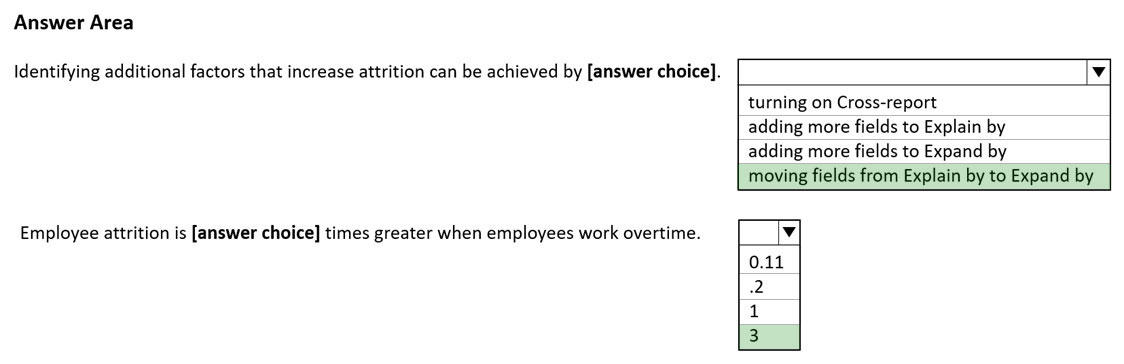 Answer Area
Identifying additional factors that increase attrition can be achieved by [answer choice].
turning on Cross-report
adding more fields to Explain by
adding more fields to Expand by
moving fields from Explain by to Expand by
Employee attrition is [answer choice] times greater when employees work overtime.
0.11
.2
1
3